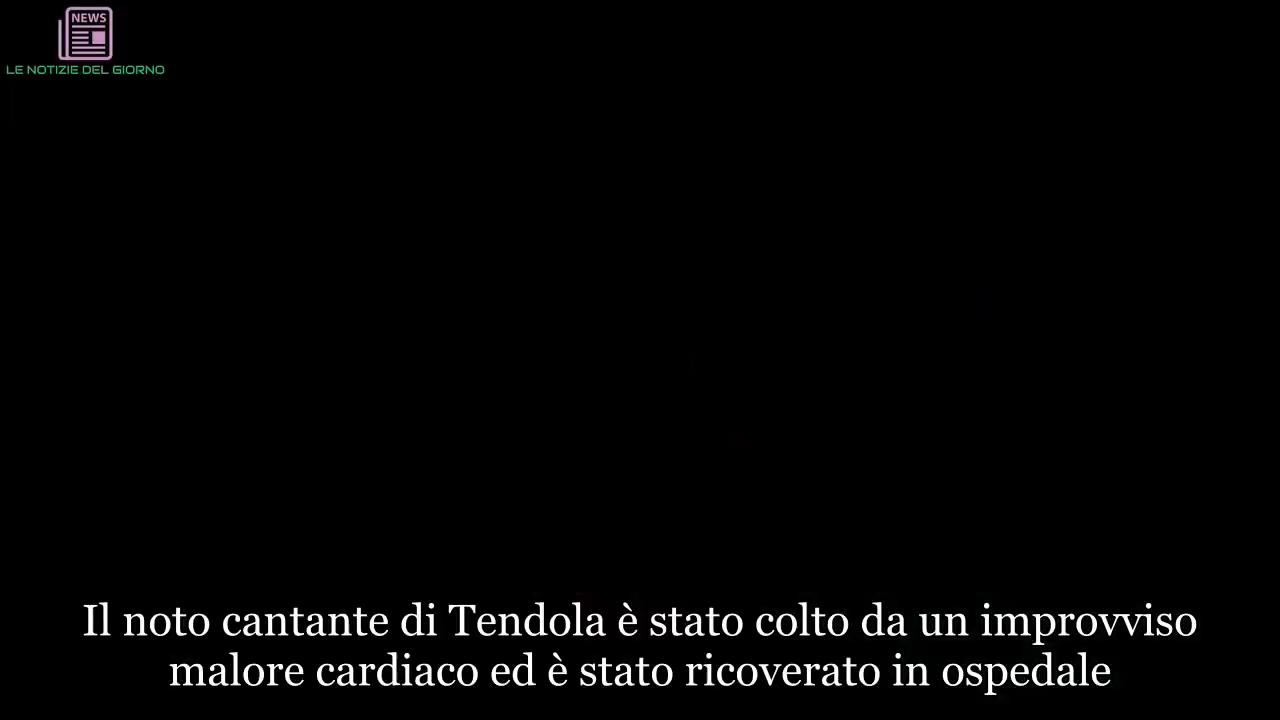 NEWS
LE NOTIZIE DEL GIORNO
Il noto cantante di Tendola è stato colto da un improvviso
malore cardiaco ed è stato ricoverato in ospedale